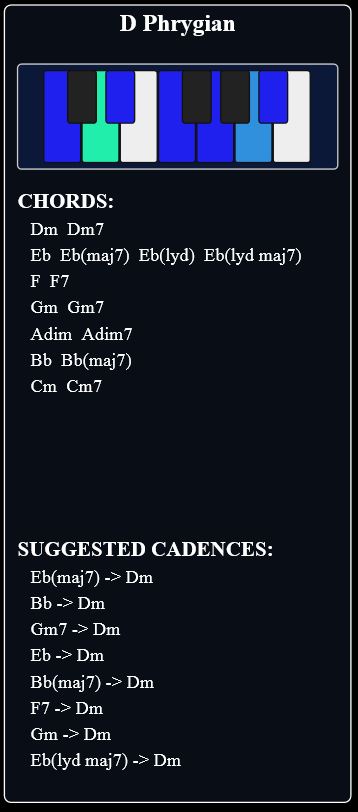 D Phrygian
CHORDS:
Dm Dm7
Eb Eb(maj7) Eb(lyd) Eb(lyd maj7)
F F7
Gm Gm7
Adim Adim7
Bb Bb(maj7)
Cm Cm7
SUGGESTED CADENCES:
Eb(maj7) -> Dm
Bb -> Dm
Gm7 -> Dm
Eb -> Dm
Bb(maj7) -> Dm
F7 -> Dm
Gm -> Dm
Eb(lyd maj7) -> Dm